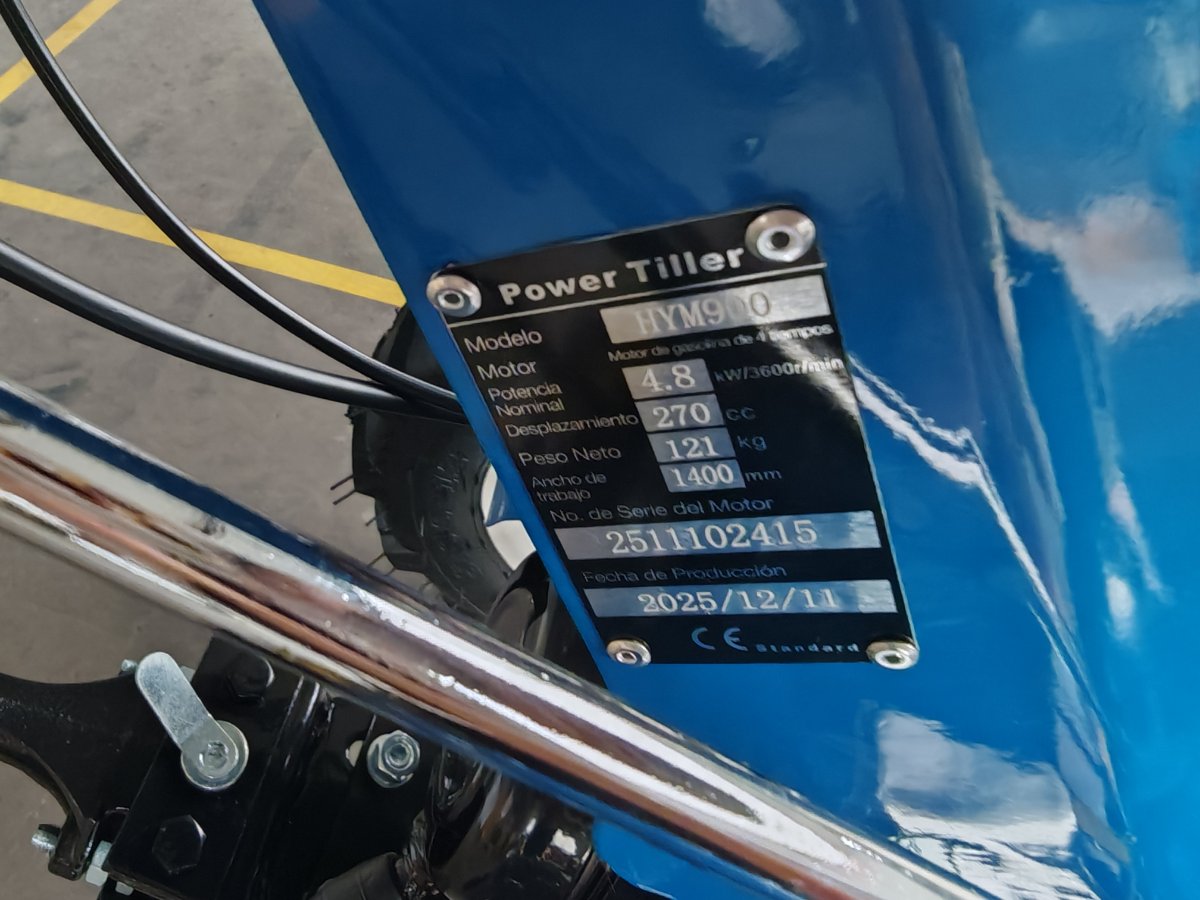 Power Tiller
Modelo HYM900
Motor Motor de gasolina de 4 tiempos
Potencia Nominal 4.8 kW/3600r/min
Desplazamiento 270 cc
Peso Neto 121 kg
Ancho de trabajo 1400 mm
No. de Serie del Motor
2511102415
Fecha de Producción
2025/12/11
CE Standard